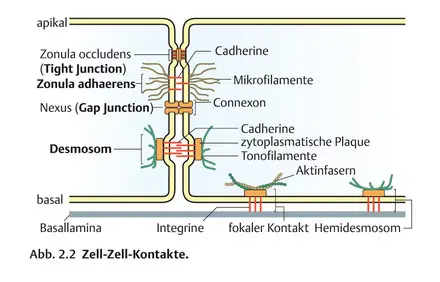 apikal
Zonula occludens
(Tight Junction)
Zonula adhaerens
Nexus (Gap Junction)
Desmosom
Cadherine
Mikrofilamente
Connexon
Cadherine
zytoplasmatische Plaque
Tonofilamente
Aktinfasern
basal
Basallamina
Integrine
fokaler Kontakt
Hemidesmosom
Abb. 2.2 Zell-Zell-Kontakte.